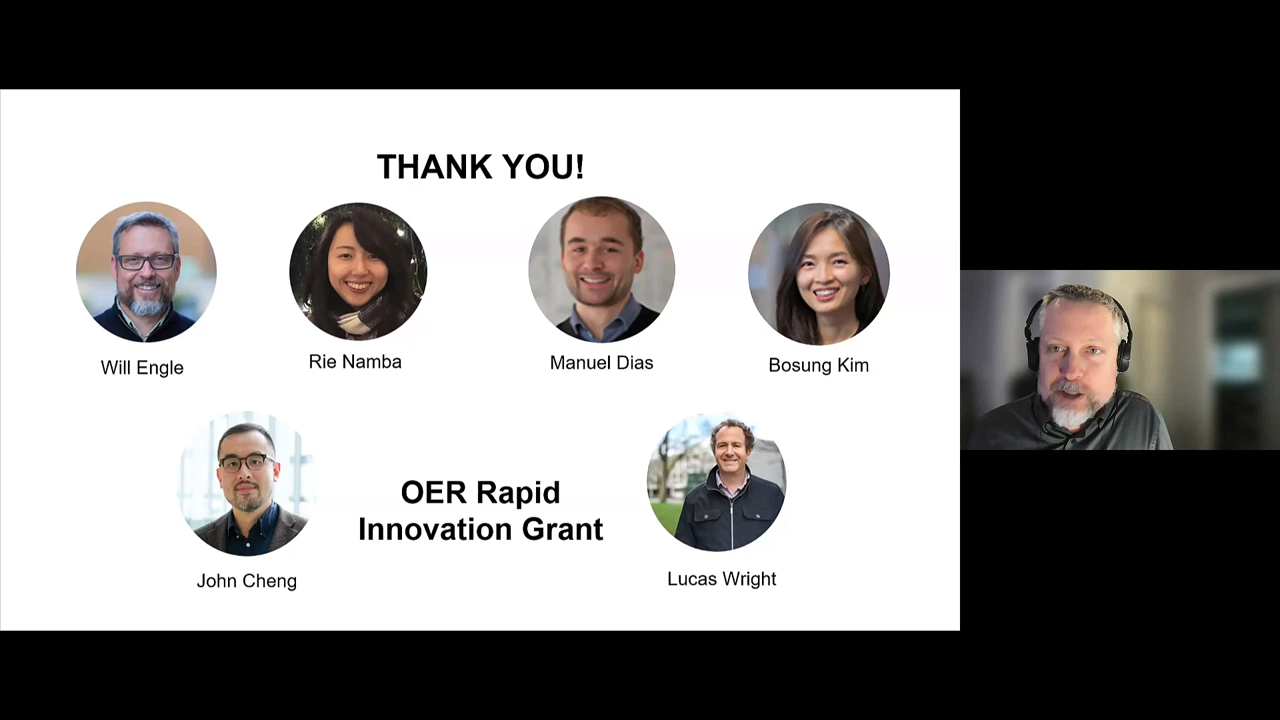 THANK YOU!
Will Engle
Rie Namba
Manuel Dias
Bosung Kim
OER Rapid
Innovation Grant
John Cheng
Lucas Wright